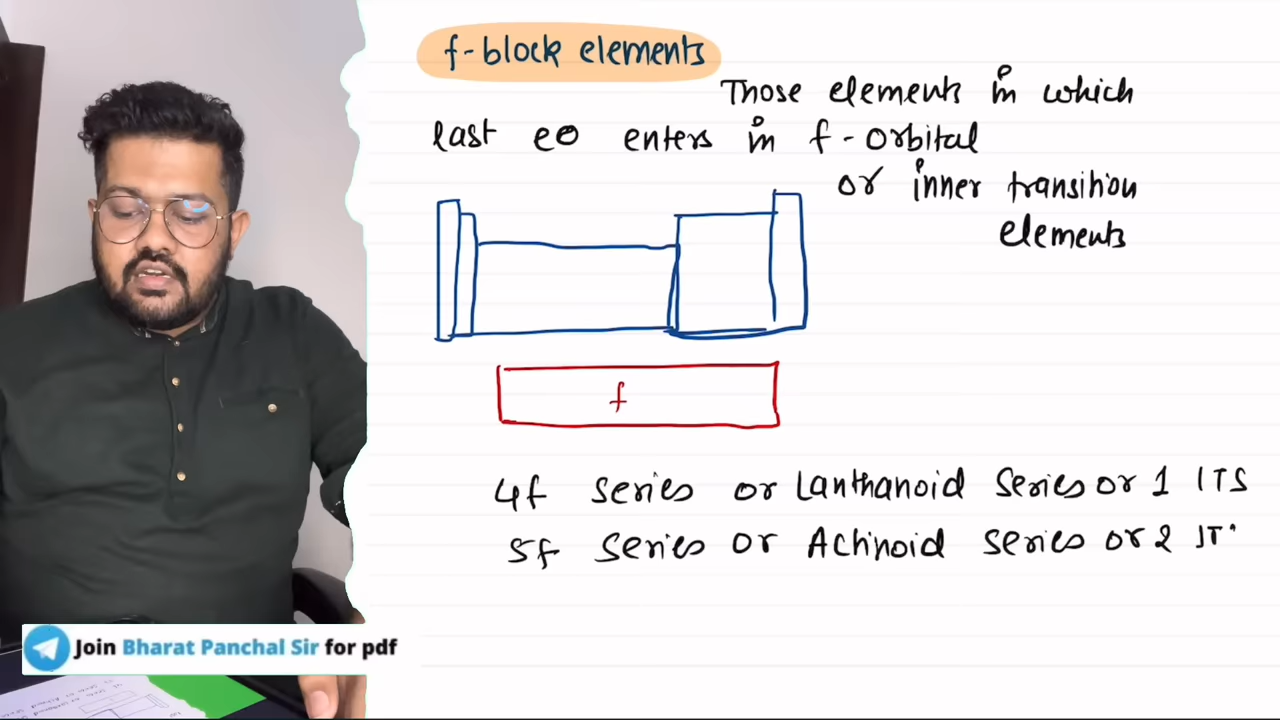 f-block elements
Those elements in which
last e⊖ enters in f-orbital
or inner transition
elements
f
4f series or Lanthanoid series or 1 ITS
5f series or Actinoid series or 2 IT
Join Bharat Panchal Sir for pdf